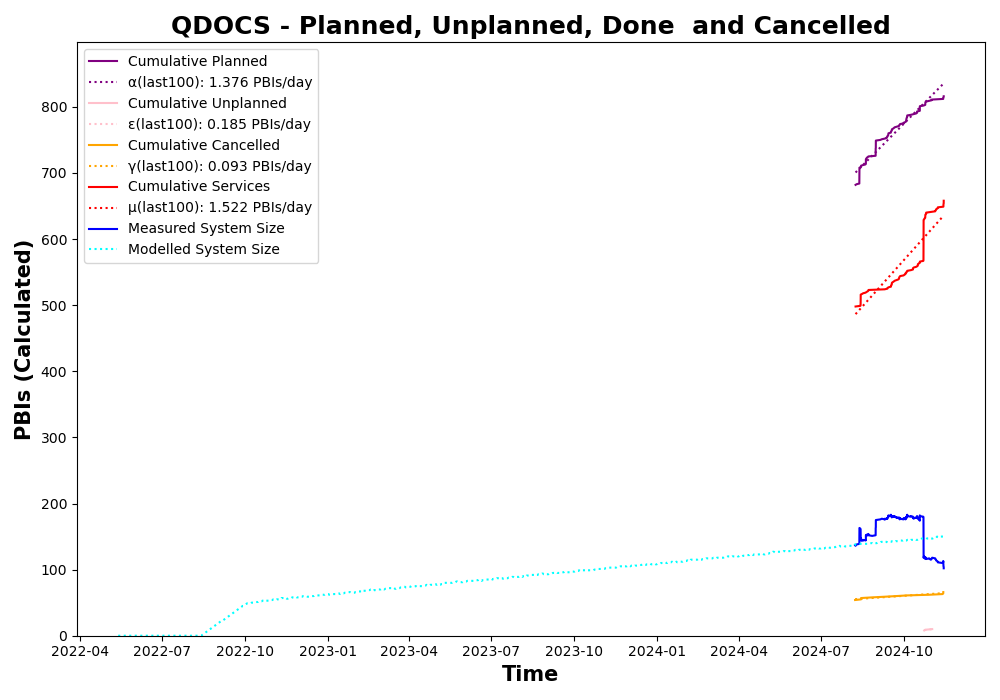 QDOCS - Planned, Unplanned, Done  and Cancelled
Cumulative Planned
α(last100): 1.376 PBIs/day
Cumulative Unplanned
ε(last100): 0.185 PBIs/day
Cumulative Cancelled
γ(last100): 0.093 PBIs/day
Cumulative Services
μ(last100): 1.522 PBIs/day
Measured System Size
Modelled System Size
PBIs (Calculated)
800
700
600
500
400
300
200
100
0
2022-04 2022-07 2022-10 2023-01 2023-04 2023-07 2023-10 2024-01 2024-04 2024-07 2024-10
Time